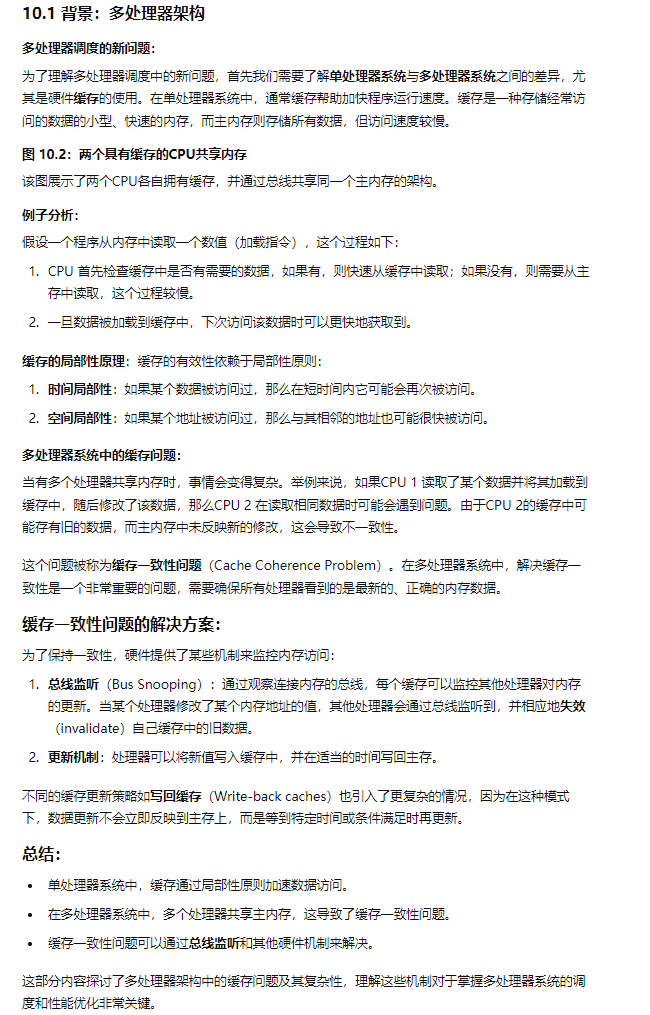 10.1 背景：多处理器架构
多处理器调度的新问题：
为了理解多处理器调度中的新问题，首先我们需要了解单处理器系统与多处理器系统之间的差异，尤
其是硬件缓存的使用。在单处理器系统中，通常缓存帮助加快程序运行速度。缓存是一种存储经常访
问的数据的小型、快速的内存，而主内存则存储所有数据，但访问速度较慢。
图 10.2：两个具有缓存的CPU共享内存
该图展示了两个CPU各自拥有缓存，并通过总线共享同一个主内存的架构。
例子分析：
假设一个程序从内存中读取一个数值（加载指令），这个过程如下：
1. CPU 首先检查缓存中是否有需要的数据，如果有，则快速从缓存中读取；如果没有，则需要从主
存中读取，这个过程较慢。
2. 一旦数据被加载到缓存中，下次访问该数据时可以更快地获取到。
缓存的局部性原理：缓存的有效性依赖于局部性原则：
1. 时间局部性：如果某个数据被访问过，那么在短时间内它可能会再次被访问。
2. 空间局部性：如果某个地址被访问过，那么与其相邻的地址也可能很快被访问。
多处理器系统中的缓存问题：
当有多个处理器共享内存时，事情会变得复杂。举例来说，如果CPU 1 读取了某个数据并将其加载到
缓存中，随后修改了该数据，那么CPU 2 在读取相同数据时可能会遇到问题。由于CPU 2的缓存中可
能存有旧的数据，而主内存中未反映新的修改，这会导致不一致性。
这个问题被称为缓存一致性问题（Cache Coherence Problem）。在多处理器系统中，解决缓存一
致性是一个非常重要的问题，需要确保所有处理器看到的是最新的、正确的内存数据。
缓存一致性问题的解决方案：
为了保持一致性，硬件提供了某些机制来监控内存访问：
1. 总线监听（Bus Snooping）：通过观察连接内存的总线，每个缓存可以监控其他处理器对内存
的更新。当某个处理器修改了某个内存地址的值，其他处理器会通过总线监听到，并相应地失效
（invalidate）自己缓存中的旧数据。
2. 更新机制：处理器可以将新值写入缓存中，并在适当的时间写回主存。
不同的缓存更新策略如写回缓存（Write-back caches）也引入了更复杂的情况，因为在这种模式
下，数据更新不会立即反映到主存上，而是等到特定时间或条件满足时再更新。
总结：
• 单处理器系统中，缓存通过局部性原则加速数据访问。
• 在多处理器系统中，多个处理器共享主内存，这导致了缓存一致性问题。
• 缓存一致性问题可以通过总线监听和其他硬件机制来解决。
这部分内容探讨了多处理器架构中的缓存问题及其复杂性，理解这些机制对于掌握多处理器系统的调
度和性能优化非常关键。